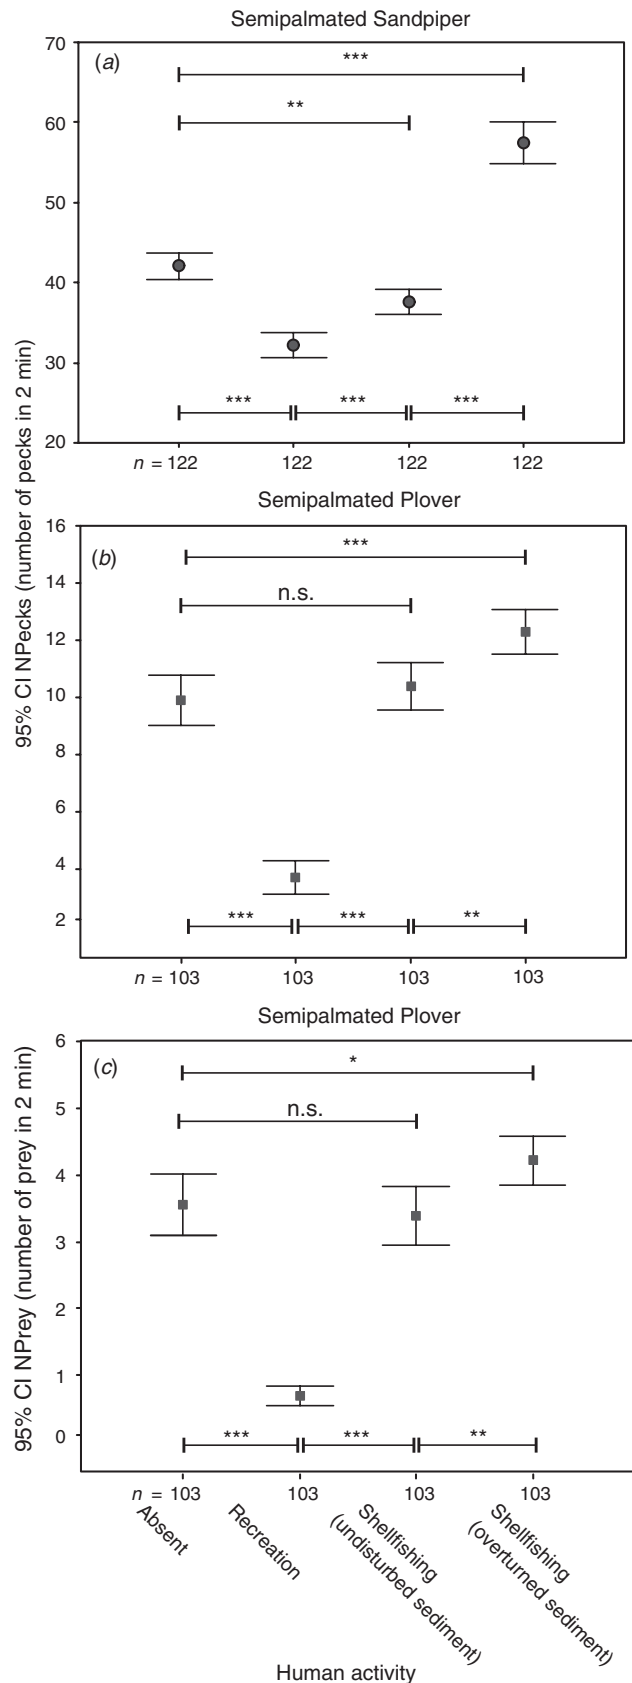 Semipalmated Sandpiper
70
(a)
***
**
60
50
40
30
***
***
***
20
n = 122
122
122
122
Semipalmated Plover
16
(b)
***
n.s.
14
12
10
8
6
4
***
***
**
2
n = 103
103
103
103
95% CI NPecks (number of pecks in 2 min)
Semipalmated Plover
6
(c)
*
n.s.
5
4
3
2
1
0
***
***
**
n = 103
103
103
103
95% CI NPrey (number of prey in 2 min)
Absent
Recreation
Shellfishing
(undisturbed sediment)
Shellfishing
(overturned sediment)
Human activity